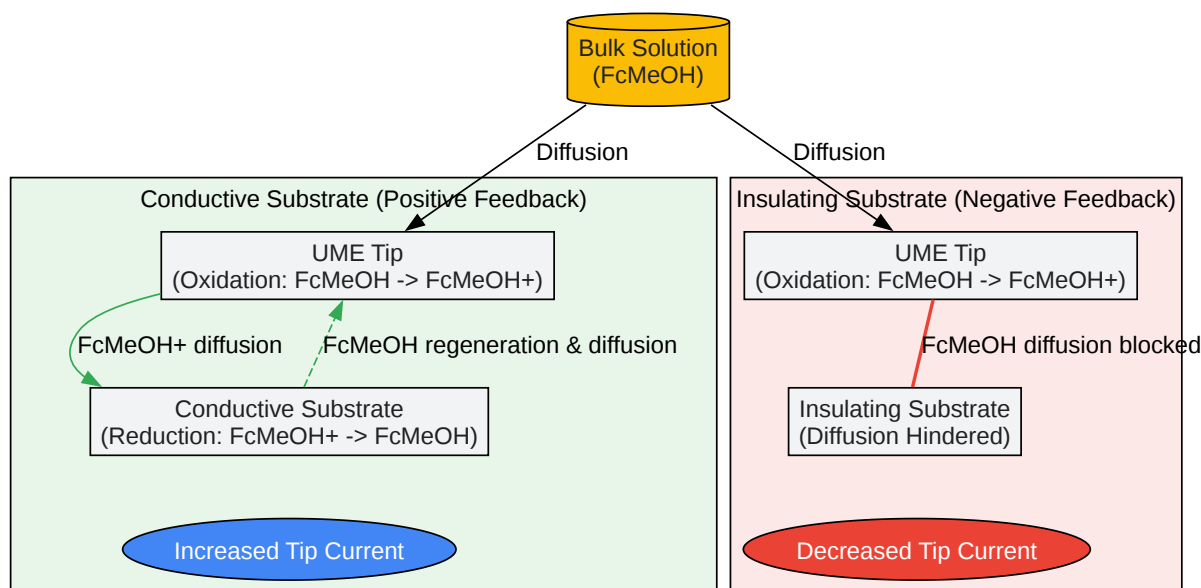 Bulk Solution
(FcMeOH)
Diffusion
Diffusion
Conductive Substrate (Positive Feedback)
UME Tip
(Oxidation: FcMeOH -> FcMeOH+)
FcMeOH+ diffusion
FcMeOH regeneration & diffusion
Conductive Substrate
(Reduction: FcMeOH+ -> FcMeOH)
Increased Tip Current
Insulating Substrate (Negative Feedback)
UME Tip
(Oxidation: FcMeOH -> FcMeOH+)
FcMeOH diffusion blocked
Insulating Substrate
(Diffusion Hindered)
Decreased Tip Current